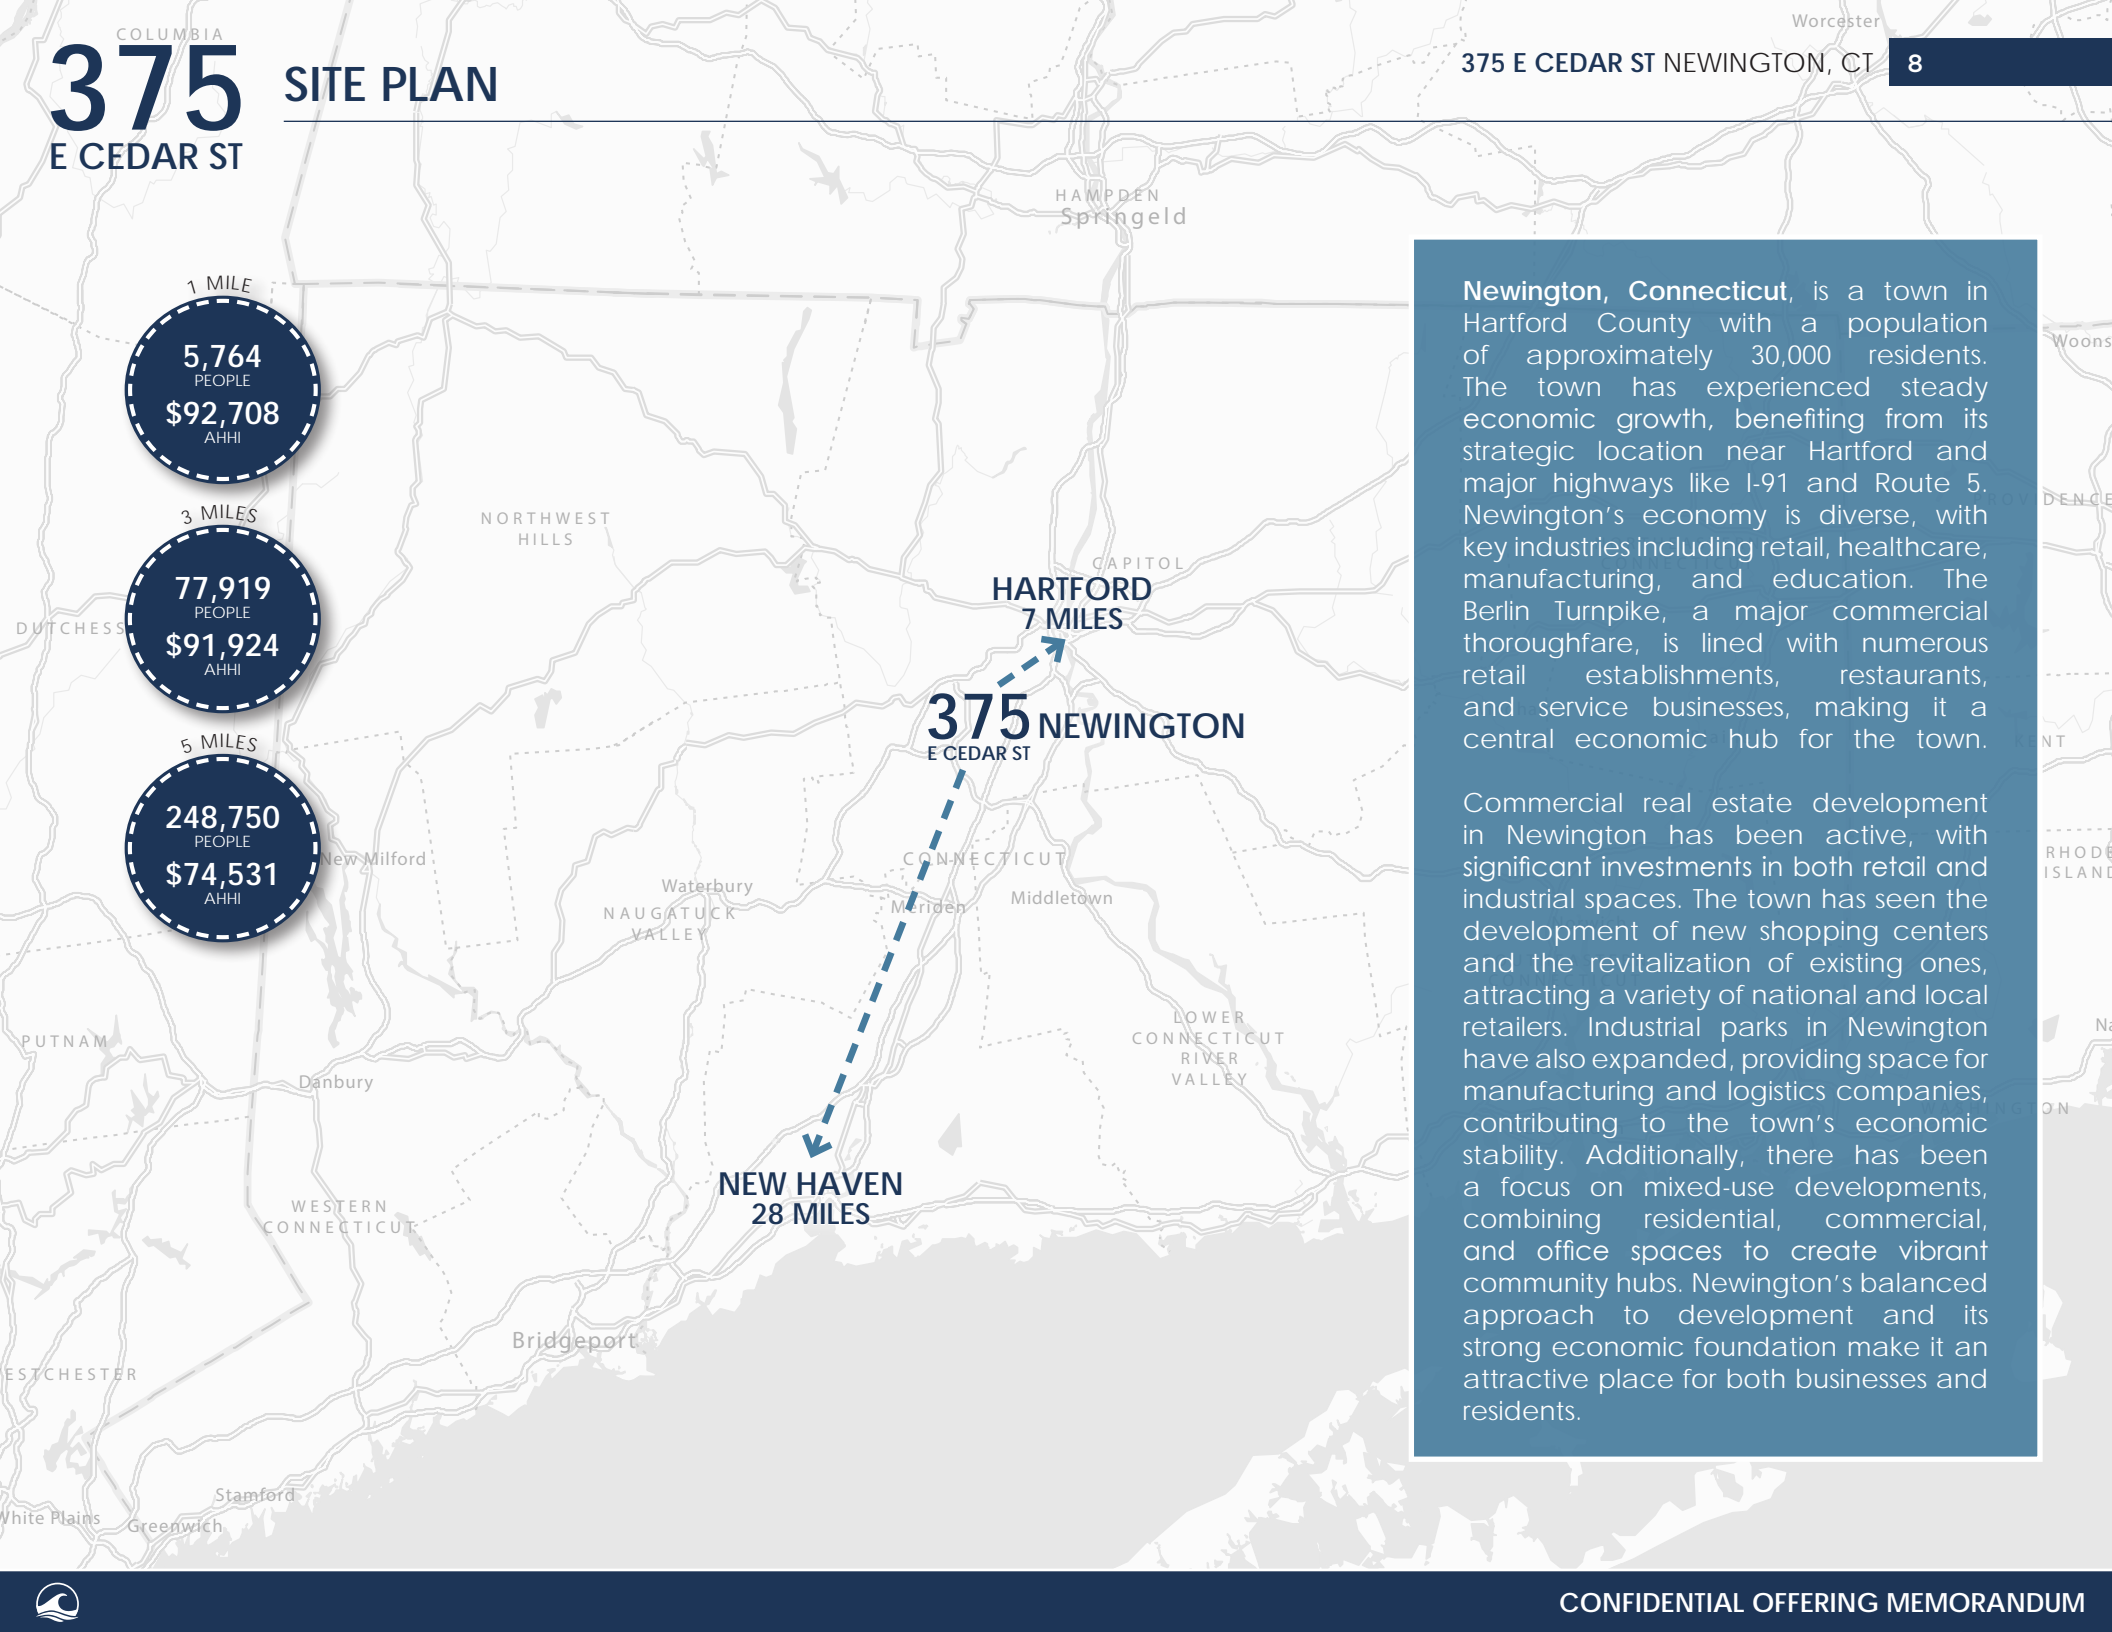 375
E CEDAR ST
SITE PLAN
375 E CEDAR ST NEWINGTON, CT
8
1 MILE
5,764
PEOPLE
$92,708
AHHI
3 MILES
77,919
PEOPLE
$91,924
AHHI
5 MILES
248,750
PEOPLE
$74,531
AHHI
COLUMBIA
Worcester
HAMPDEN
Springeld
NORTHWEST
HILLS
CAPITOL
HARTFORD
7 MILES
375 NEWINGTON
E CEDAR ST
DUTCHESS
New Milford
Waterbury
NAUGATUCK
VALLEY
CONNECTICUT
Meriden
Middletown
LOWER
CONNECTICUT
RIVER
VALLEY
PUTNAM
Danbury
NEW HAVEN
28 MILES
WESTERN
CONNECTICUT
Bridgeport
ESTCHESTER
Stamford
White Plains
Greenwich
Woons
PROVIDENCE
KENT
RHODE
ISLAND
Na
WASHINGTON
Newington, Connecticut, is a town in
Hartford County with a population
of approximately 30,000 residents.
The town has experienced steady
economic growth, benefiting from its
strategic location near Hartford and
major highways like I-91 and Route 5.
Newington's economy is diverse, with
key industries including retail, healthcare,
manufacturing, and education. The
Berlin Turnpike, a major commercial
thoroughfare, is lined with numerous
retail establishments, restaurants,
and service businesses, making it a
central economic hub for the town.
Commercial real estate development
in Newington has been active, with
significant investments in both retail and
industrial spaces. The town has seen the
development of new shopping centers
and the revitalization of existing ones,
attracting a variety of national and local
retailers. Industrial parks in Newington
have also expanded, providing space for
manufacturing and logistics companies,
contributing to the town's economic
stability. Additionally, there has been
a focus on mixed-use developments,
combining residential, commercial,
and office spaces to create vibrant
community hubs. Newington's balanced
approach to development and its
strong economic foundation make it an
attractive place for both businesses and
residents.
CONFIDENTIAL OFFERING MEMORANDUM